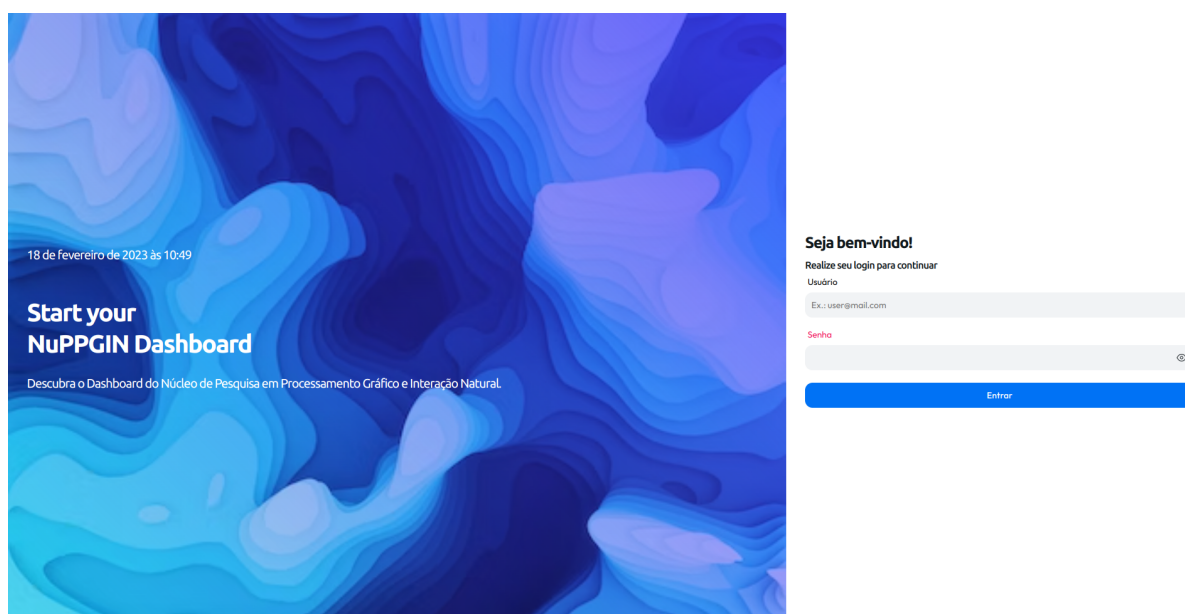 18 de fevereiro de 2023 às 10:49
Start your
NuPPGIN Dashboard
Descubra o Dashboard do Núcleo de Pesquisa em Processamento Gráfico e Interação Natural.
Seja bem-vindo!
Realize seu login para continuar
Usuário
Ex.: user@mail.com
Senha
Entrar